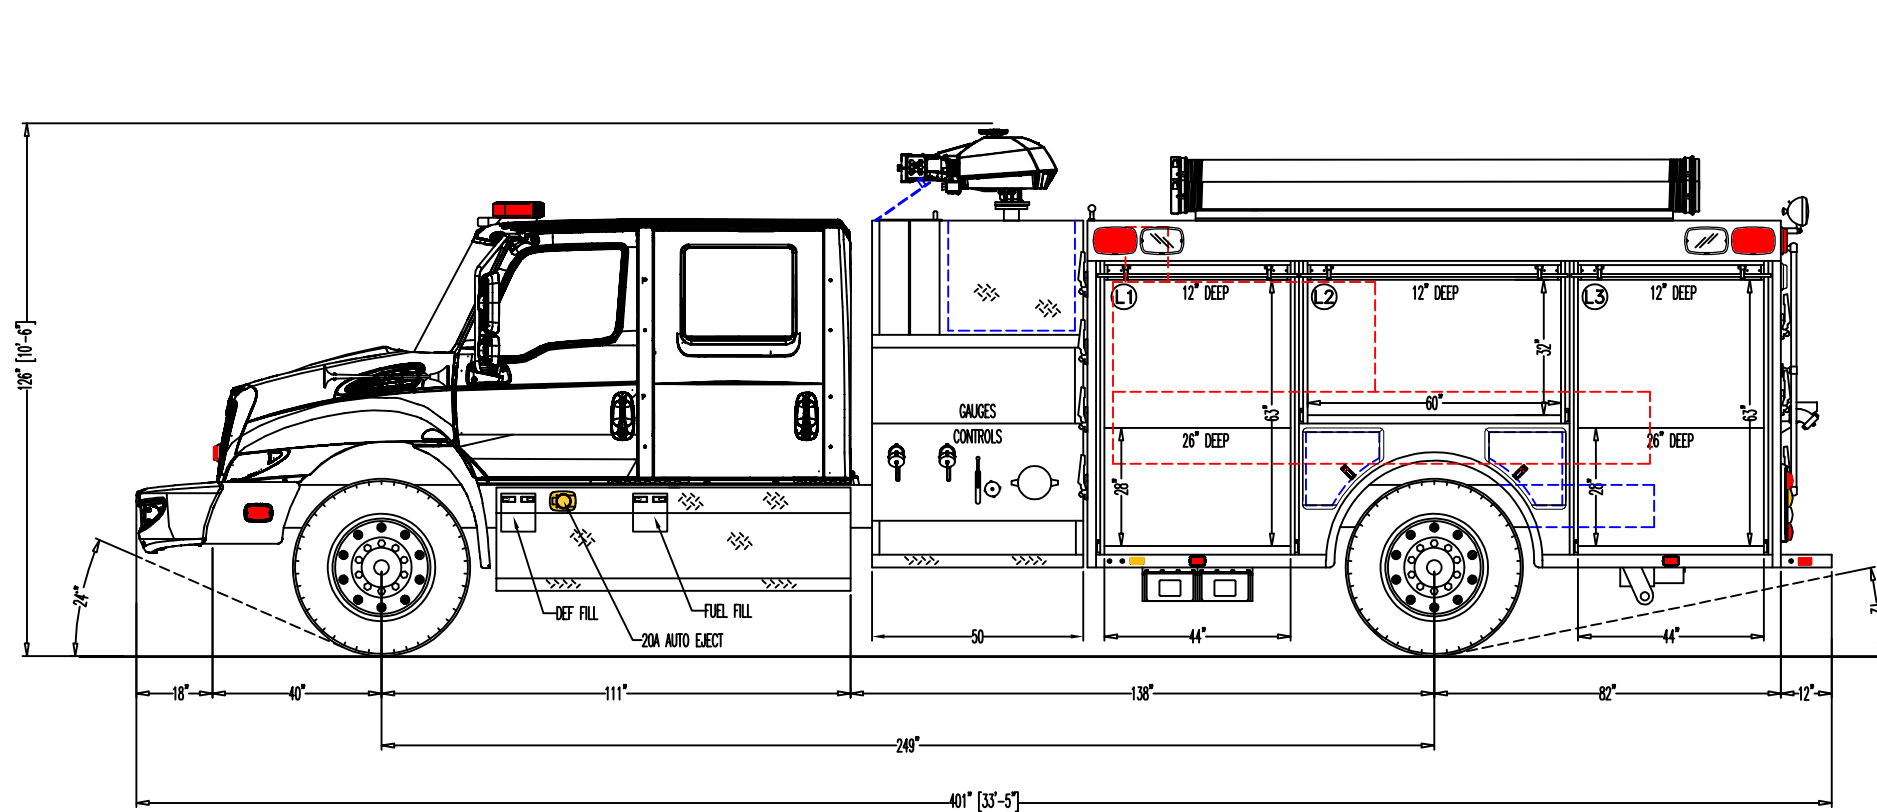 126" [10'-6"]
L1
12" DEEP
L2
12" DEEP
L3
12" DEEP
32"
60"
63"
63"
GAUGES
CONTROLS
26" DEEP
26" DEEP
28"
28"
24°
DEF FILL
FUEL FILL
20A AUTO EJECT
50
44"
44"
18"
40"
111"
138"
82"
12"
249"
401" [33'-5"]